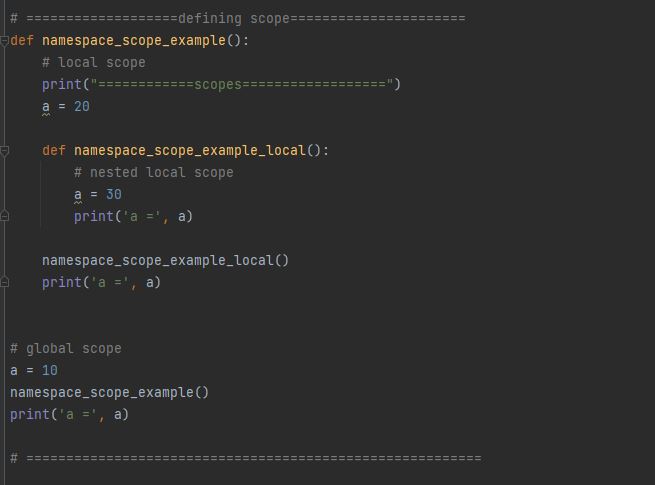 # ===================defining scope======================
def namespace_scope_example():
    # local scope
    print("============scopes==================")
    a = 20
    def namespace_scope_example_local():
        # nested local scope
        a = 30
        print('a =', a)
    namespace_scope_example_local()
    print('a =', a)
# global scope
a = 10
namespace_scope_example()
print('a =', a)
# =========================================================